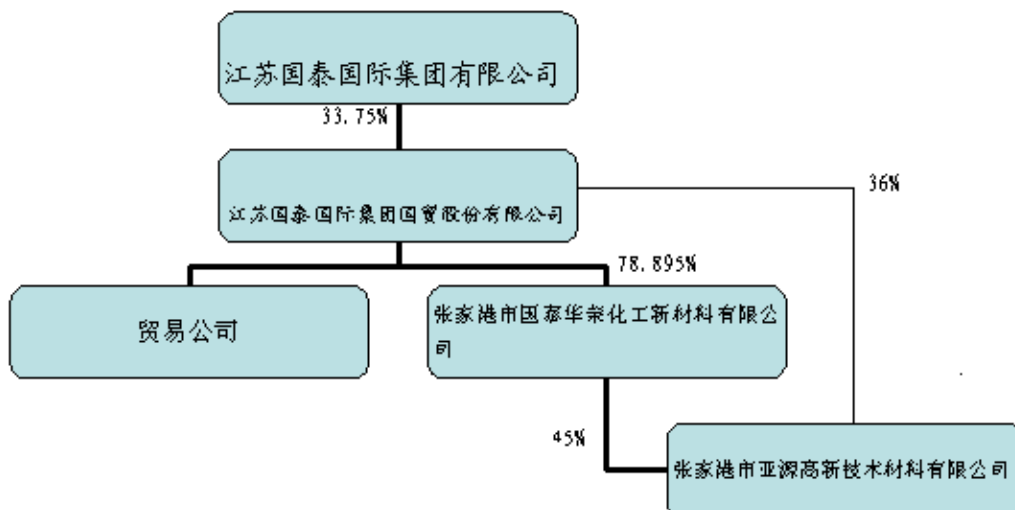 江苏国泰国际集团有限公司
33.75%
江苏国泰国际集团国贸股份有限公司
36%
78.895%
贸易公司
张家港市国泰华荣化工新材料有限公
司
45%
张家港市亚源高新技术材料有限公司